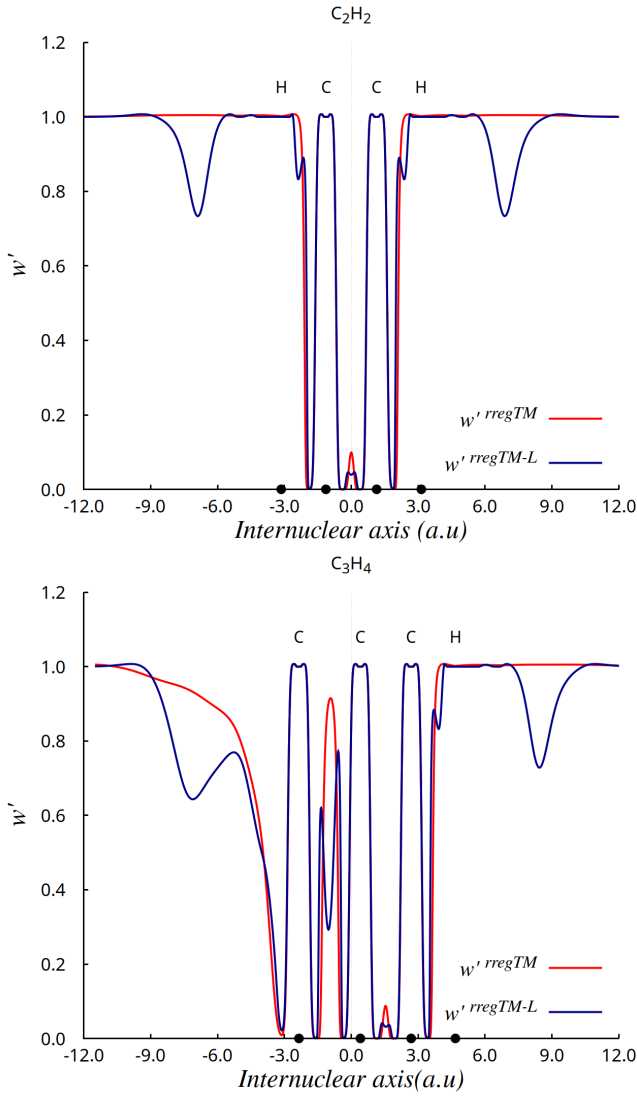 C₂H₂
1.2
H C C H
1.0
0.8
0.6
w'
0.4
0.2
w' rregTM
w' rregTM-L
0.0
-12.0 -9.0 -6.0 -3.0 0.0 3.0 6.0 9.0 12.0
Internuclear axis (a.u)
C₃H₄
1.2
C C C H
1.0
0.8
0.6
w'
0.4
0.2
w' rregTM
w' rregTM-L
0.0
-12.0 -9.0 -6.0 -3.0 0.0 3.0 6.0 9.0 12.0
Internuclear axis(a.u)